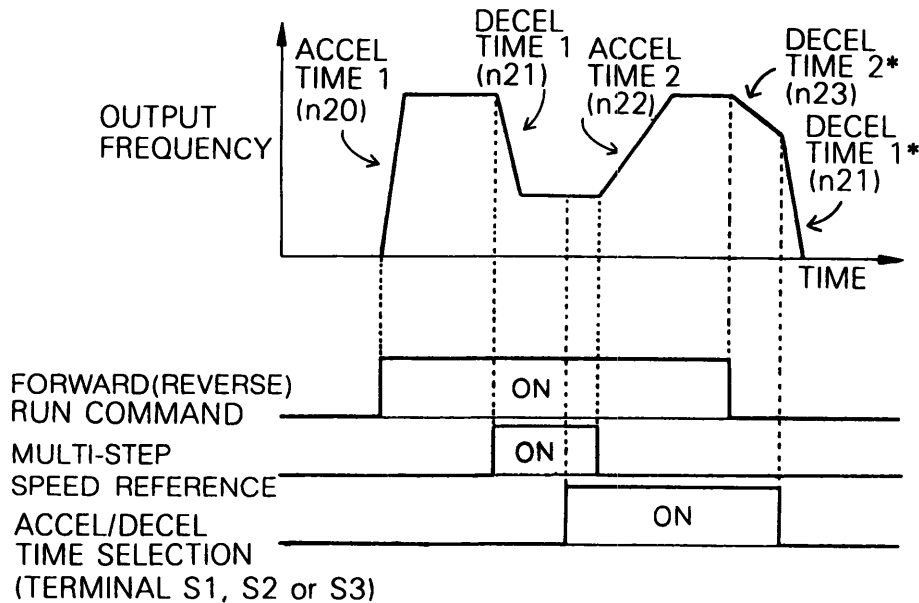 ACCEL
TIME 1
(n20)
DECEL
TIME 1
(n21)
ACCEL
TIME 2
(n22)
DECEL
TIME 2*
(n23)
DECEL
TIME 1*
(n21)
OUTPUT
FREQUENCY
TIME
FORWARD(REVERSE)
RUN COMMAND
ON
MULTI-STEP
SPEED REFERENCE
ON
ACCEL/DECEL
TIME SELECTION
(TERMINAL S1, S2 or S3)
ON